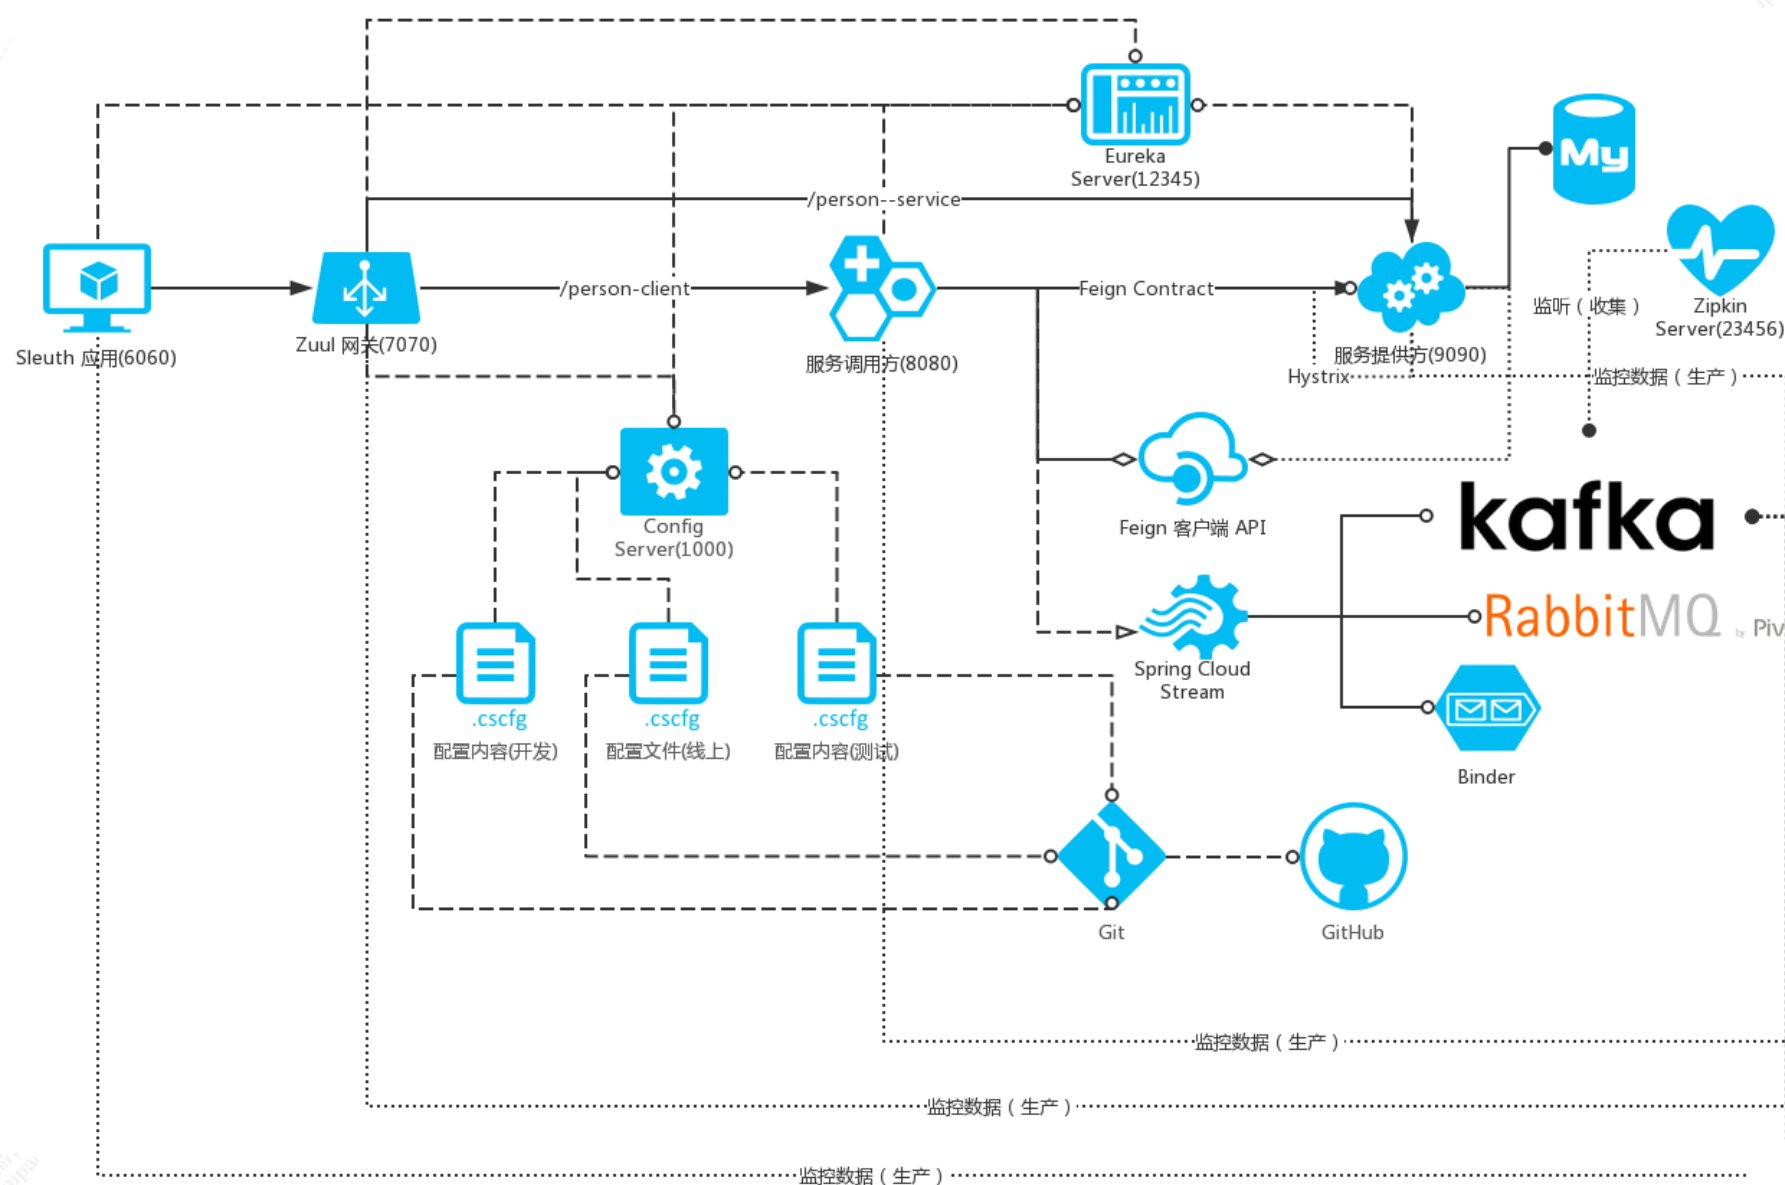 Eureka
Server(12345)
My
/person--service
Sleuth 应用(6060)
Zuul 网关(7070)
/person-client
服务调用方(8080)
Feign Contract
服务提供方(9090)
Hystrix
监听（收集）
Zipkin
Server(23456)
监控数据（生产）
Config
Server(1000)
Feign 客户端 API
kafka
RabbitMQ by Piv
Spring Cloud
Stream
Binder
.cscfg
配置内容(开发)
.cscfg
配置文件(线上)
.cscfg
配置内容(测试)
Git
GitHub
监控数据（生产）
监控数据（生产）
监控数据（生产）